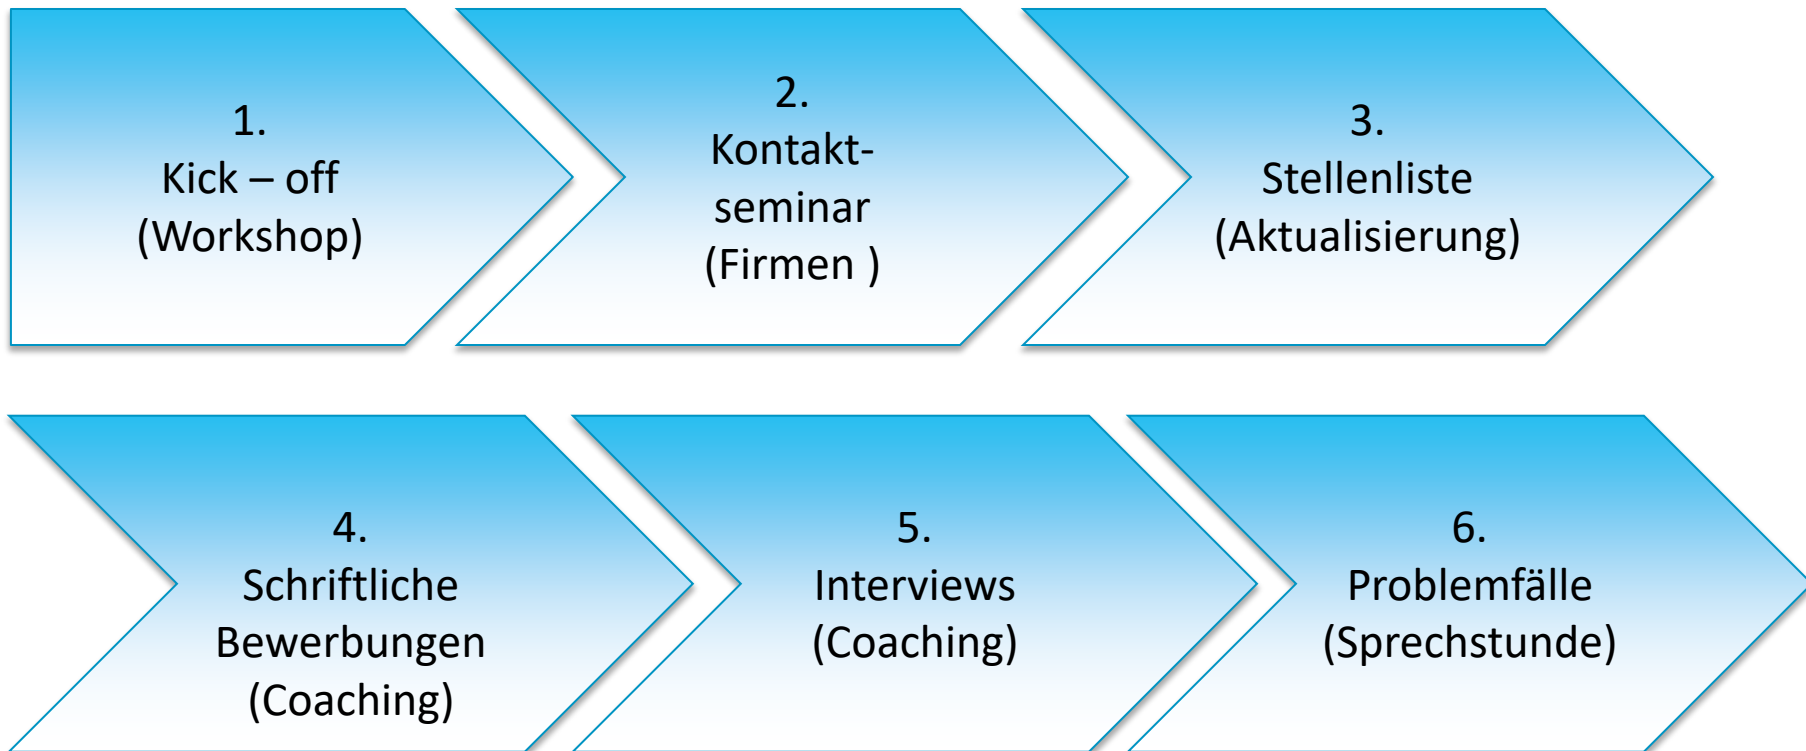 1.
Kick – off
(Workshop)
2.
Kontakt-
seminar
(Firmen )
3.
Stellenliste
(Aktualisierung)
4.
Schriftliche
Bewerbungen
(Coaching)
5.
Interviews
(Coaching)
6.
Problemfälle
(Sprechstunde)